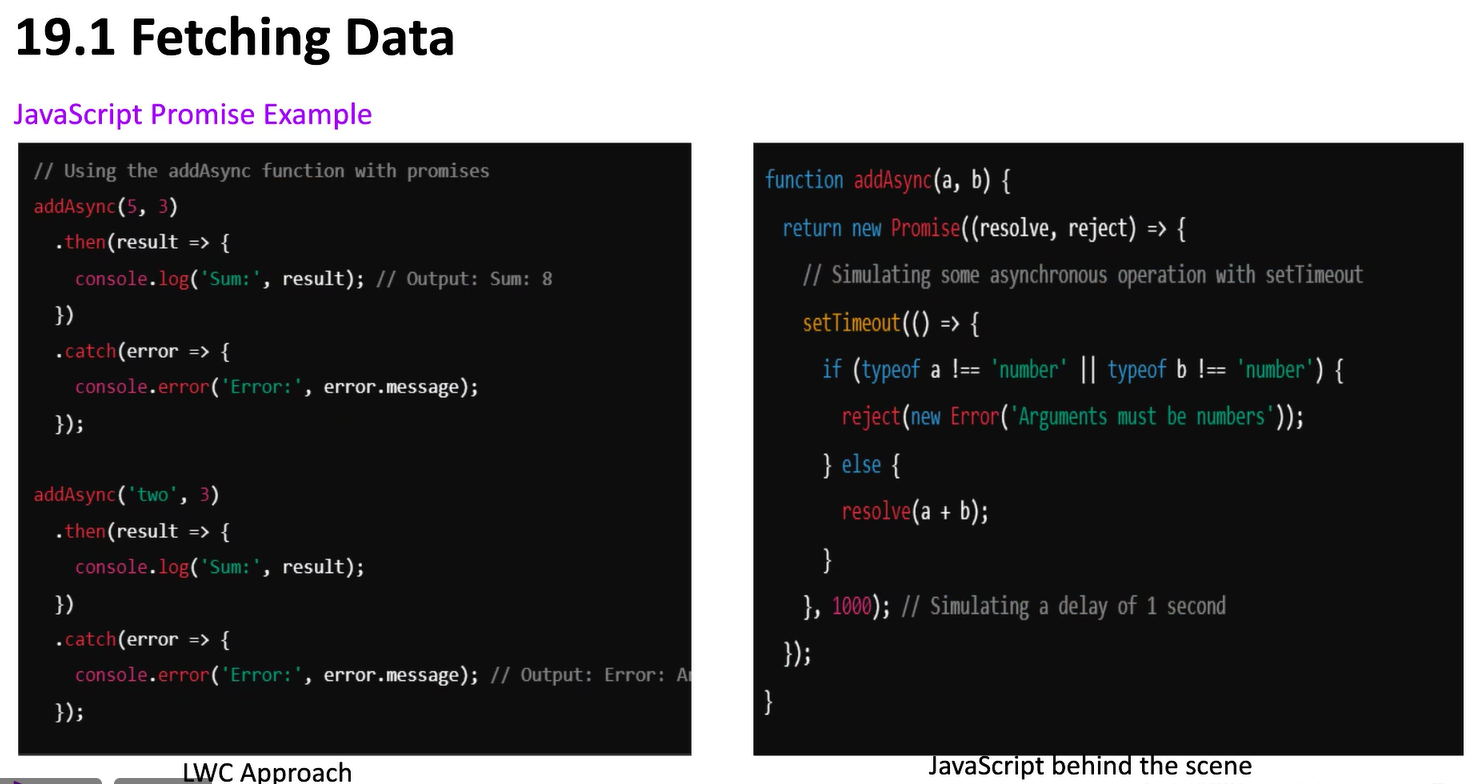 19.1 Fetching Data
JavaScript Promise Example
// Using the addAsync function with promises
addAsync(5, 3)
.then(result => {
console.log('Sum:', result); // Output: Sum: 8
})
.catch(error => {
console.error('Error:', error.message);
});
addAsync('two', 3)
.then(result => {
console.log('Sum:', result);
})
.catch(error => {
console.error('Error:', error.message); // Output: Error:
});
LWC Approach
function addAsync(a, b) {
return new Promise((resolve, reject) => {
// Simulating some asynchronous operation with setTimeout
setTimeout(() => {
if (typeof a !== 'number' || typeof b !== 'number') {
reject(new Error('Arguments must be numbers'));
} else {
resolve(a + b);
}
}, 1000); // Simulating a delay of 1 second
});
}
JavaScript behind the scene